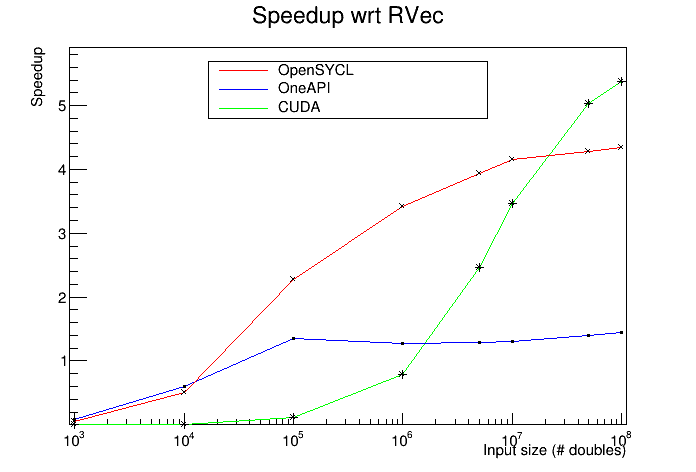 Speedup wrt RVec
Speedup
OpenSYCL
OneAPI
CUDA
5
4
3
2
1
10³ 10⁴ 10⁵ 10⁶ 10⁷ 10⁸
Input size (# doubles)